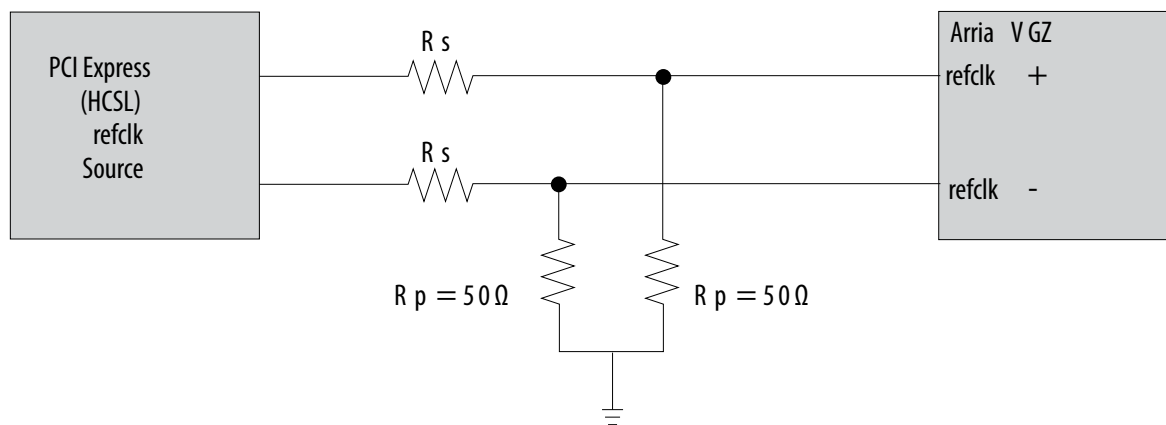 PCI Express
(HCSL)
refclk
Source
R s
R s
R p = 50 Ω
R p = 50 Ω
Arria V GZ
refclk +
refclk -